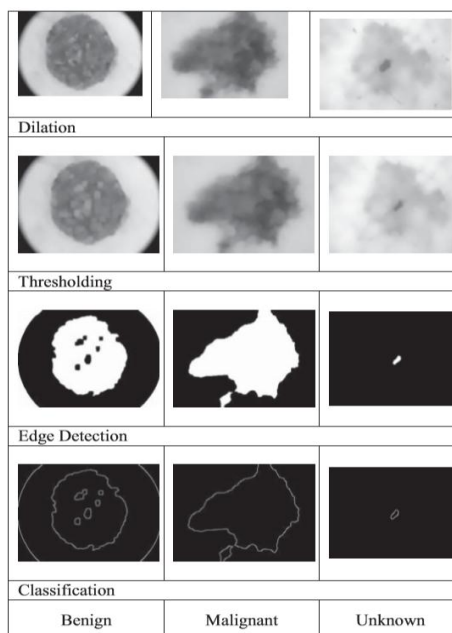 Dilation
Thresholding
Edge Detection
Classification
Benign Malignant Unknown